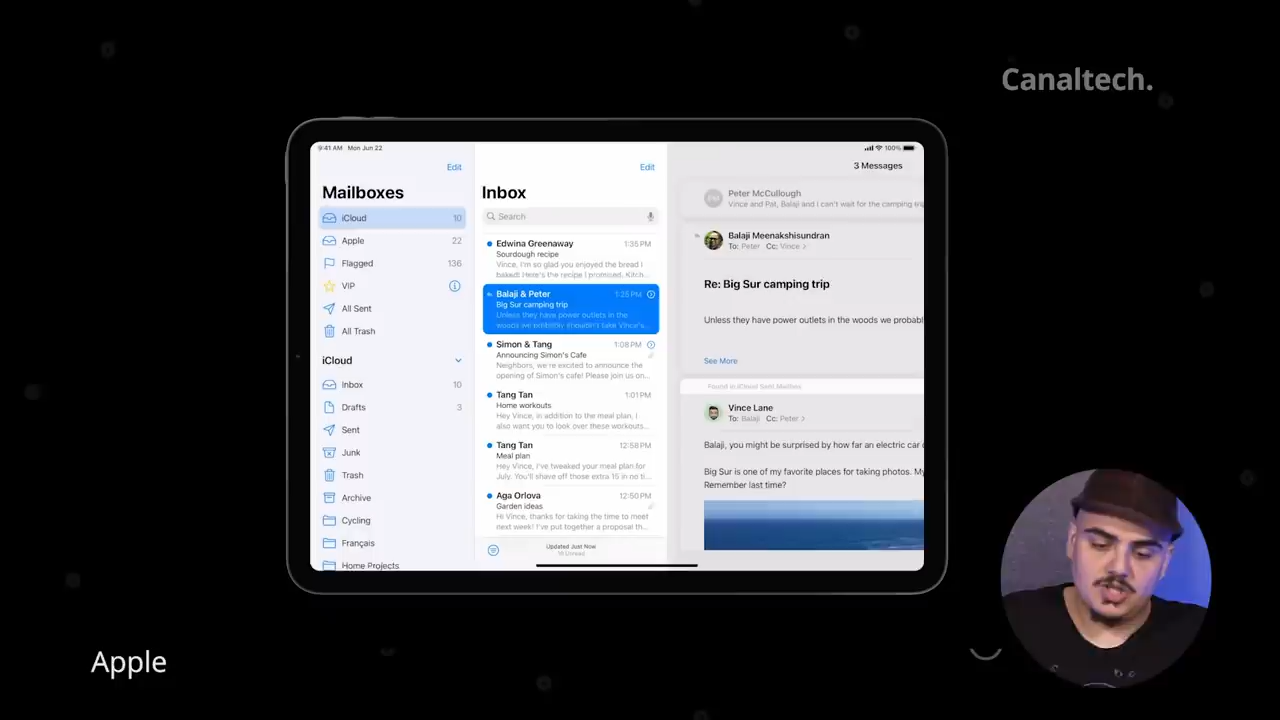 Canaltech.
9:41 AM Mon Jun 22
100%
Edit
Mailboxes
iCloud 10
Apple 22
Flagged 136
VIP
All Sent
All Trash
iCloud
Inbox 10
Drafts 3
Sent
Junk
Trash
Archive
Cycling
Français
Home Projects
Edit
Inbox
Search
Edwina Greenaway 1:35 PM
Sourdough recipe
Vince, I'm so glad you enjoyed the bread I
baked! Here's the recipe I promised. Kitch...
Balaji & Peter 1:25 PM
Big Sur camping trip
Unless they have power outlets in the
woods we probably shouldn't take Vince's...
Simon & Tang 1:08 PM
Announcing Simon's Cafe
Neighbors, we're excited to announce the
opening of Simon's cafe! Please join us on...
Tang Tan 1:01 PM
Home workouts
Hey Vince, in addition to the meal plan, I
also want you to look over these workouts...
Tang Tan 12:58 PM
Meal plan
Hey Vince, I've tweaked your meal plan for
July. You'll shave off those extra 15 in no ti...
Aga Orlova 12:50 PM
Garden ideas
Hi Vince, thanks for taking the time to meet
next week! I've put together a proposal th...
Updated Just Now
10 Unread
3 Messages
PM
Peter McCullough
Vince and Pat, Balaji and I can't wait for the camping trip
Balaji Meenakshisundran
To: Peter Cc: Vince
Re: Big Sur camping trip
Unless they have power outlets in the woods we probabl
See More
Found in iCloud Sent Mailbox
Vince Lane
To: Balaji Cc: Peter
Balaji, you might be surprised by how far an electric car
Big Sur is one of my favorite places for taking photos. My
Remember last time?
Apple